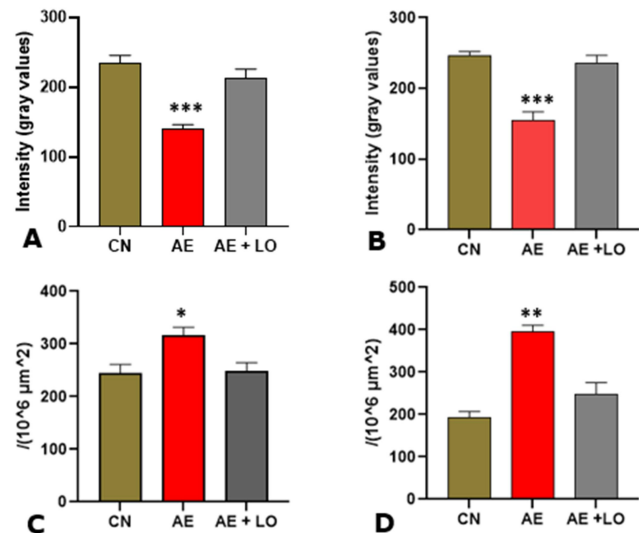 Intensity (gray values)
300
200
100
0
***
CN AE AE + LO
A
Intensity (gray values)
300
200
100
0
***
CN AE AE +LO
B
/(10^6 µm^2)
400
300
200
100
0
*
CN AE AE + LO
C
/(10^6 µm^2)
500
400
300
200
100
0
**
CN AE AE +LO
D